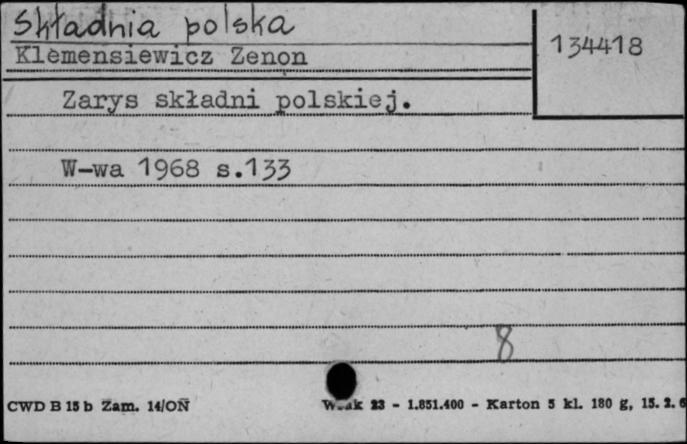 Składnia polska
134418
Klemensiewicz Zenon
Zarys składni polskiej.
W-wa 1968 s.133
8
CWD B 15 b Zam. 14/ON
23 - 1.851.400 - Karton 5 kl. 180 g, 15. 2. 6